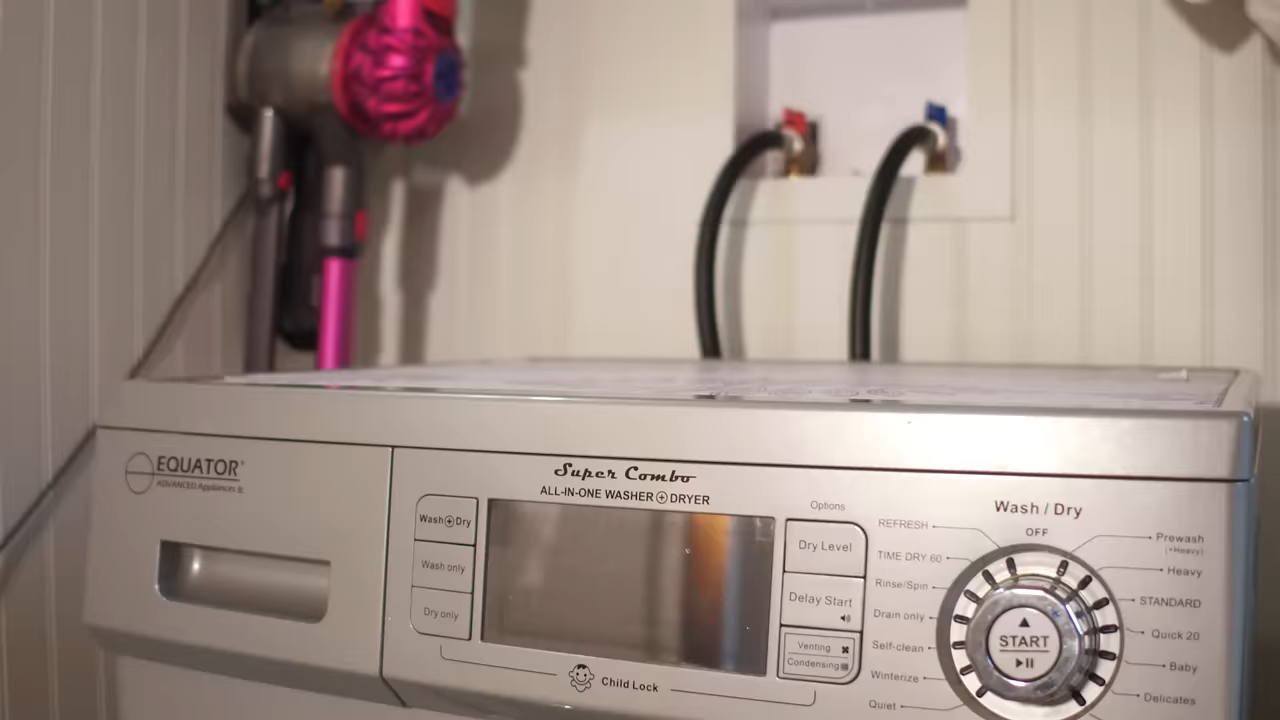 EQUATOR
ADVANCED Appliances
Super Combo
ALL-IN-ONE WASHER + DRYER
Wash+Dry
Wash only
Dry only
Child Lock
Options
Dry Level
Delay Start
Venting
Condensing
Wash / Dry
OFF
REFRESH
TIME DRY 60
Rinse/Spin
Drain only
Self-clean
Winterize
Quiet
START
Prewash
(+Heavy)
Heavy
STANDARD
Quick 20
Baby
Delicates